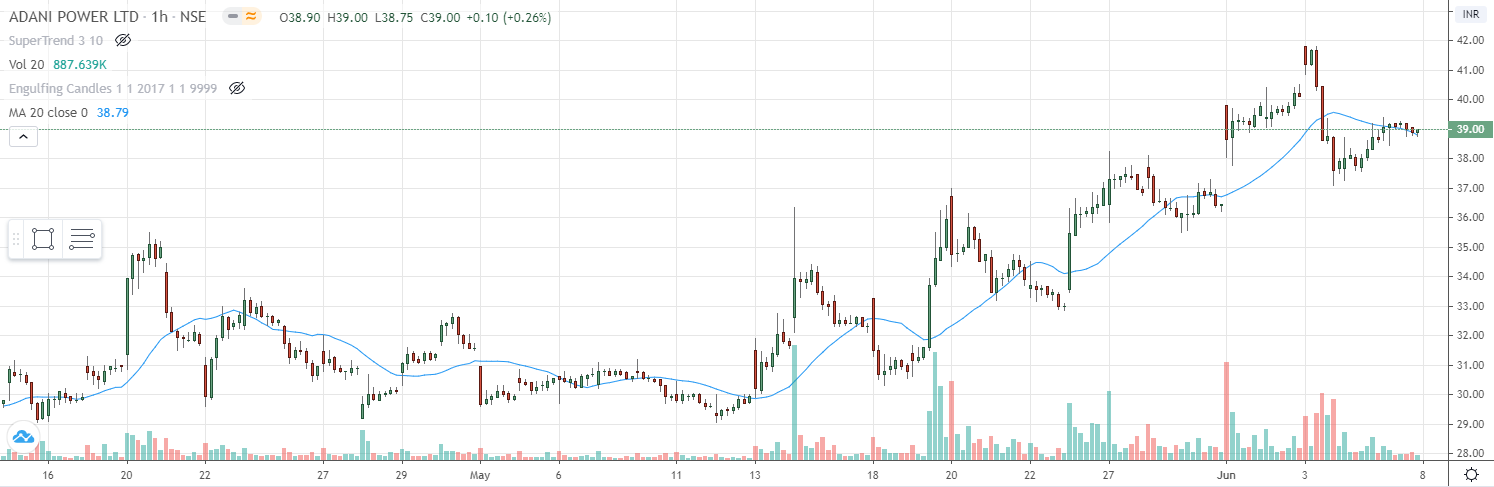 ADANI POWER LTD · 1h · NSE O38.90 H39.00 L38.75 C39.00 +0.10 (+0.26%) INR
SuperTrend 3 10
Vol 20 887.639K
Engulfing Candles 1 1 2017 1 1 9999
MA 20 close 0 38.79
42.00
41.00
40.00
39.00
38.00
37.00
36.00
35.00
34.00
33.00
32.00
31.00
30.00
29.00
28.00
16 20 22 27 29 May 6 11 13 18 20 22 27 Jun 3 8